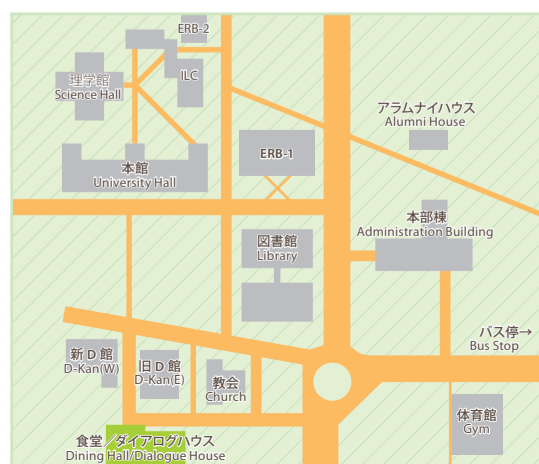 ERB-2
ILC
理学館
Science Hall
アラムナイハウス
Alumni House
ERB-1
本館
University Hall
本部棟
Administration Building
図書館
Library
バス停→
Bus Stop
新D館
D-Kan(W)
旧D館
D-Kan(E)
教会
Church
体育館
Gym
食堂／ダイアログハウス
Dining Hall/Dialogue House